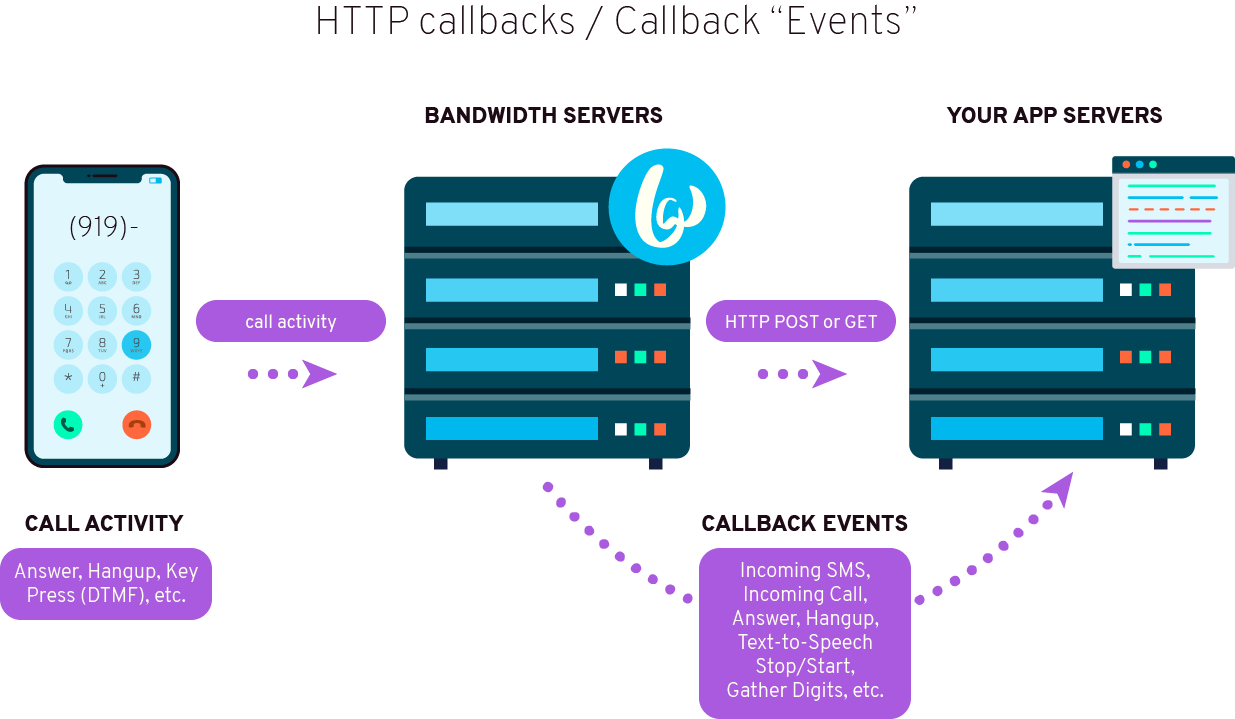 HTTP callbacks / Callback “Events”
BANDWIDTH SERVERS
YOUR APP SERVERS
(919)-
1
2
ABC
3
DEF
4
GHI
5
JKL
6
MNO
7
PQRS
8
TUV
9
WXYZ
*
0
+
#
call activity
HTTP POST or GET
CALL ACTIVITY
Answer, Hangup, Key
Press (DTMF), etc.
CALLBACK EVENTS
Incoming SMS,
Incoming Call,
Answer, Hangup,
Text-to-Speech
Stop/Start,
Gather Digits, etc.